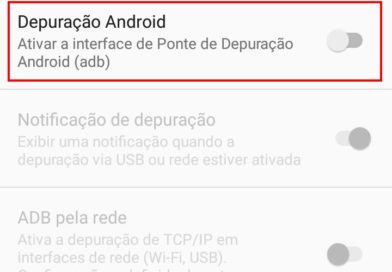 Depuração Android
Ativar a interface de Ponte de Depuração
Android (adb)
Notificação de depuração
Exibir uma notificação quando a
depuração via USB ou rede estiver ativada
ADB pela rede
Ativa a depuração de TCP/IP em
interfaces de rede (Wi-Fi, USB).